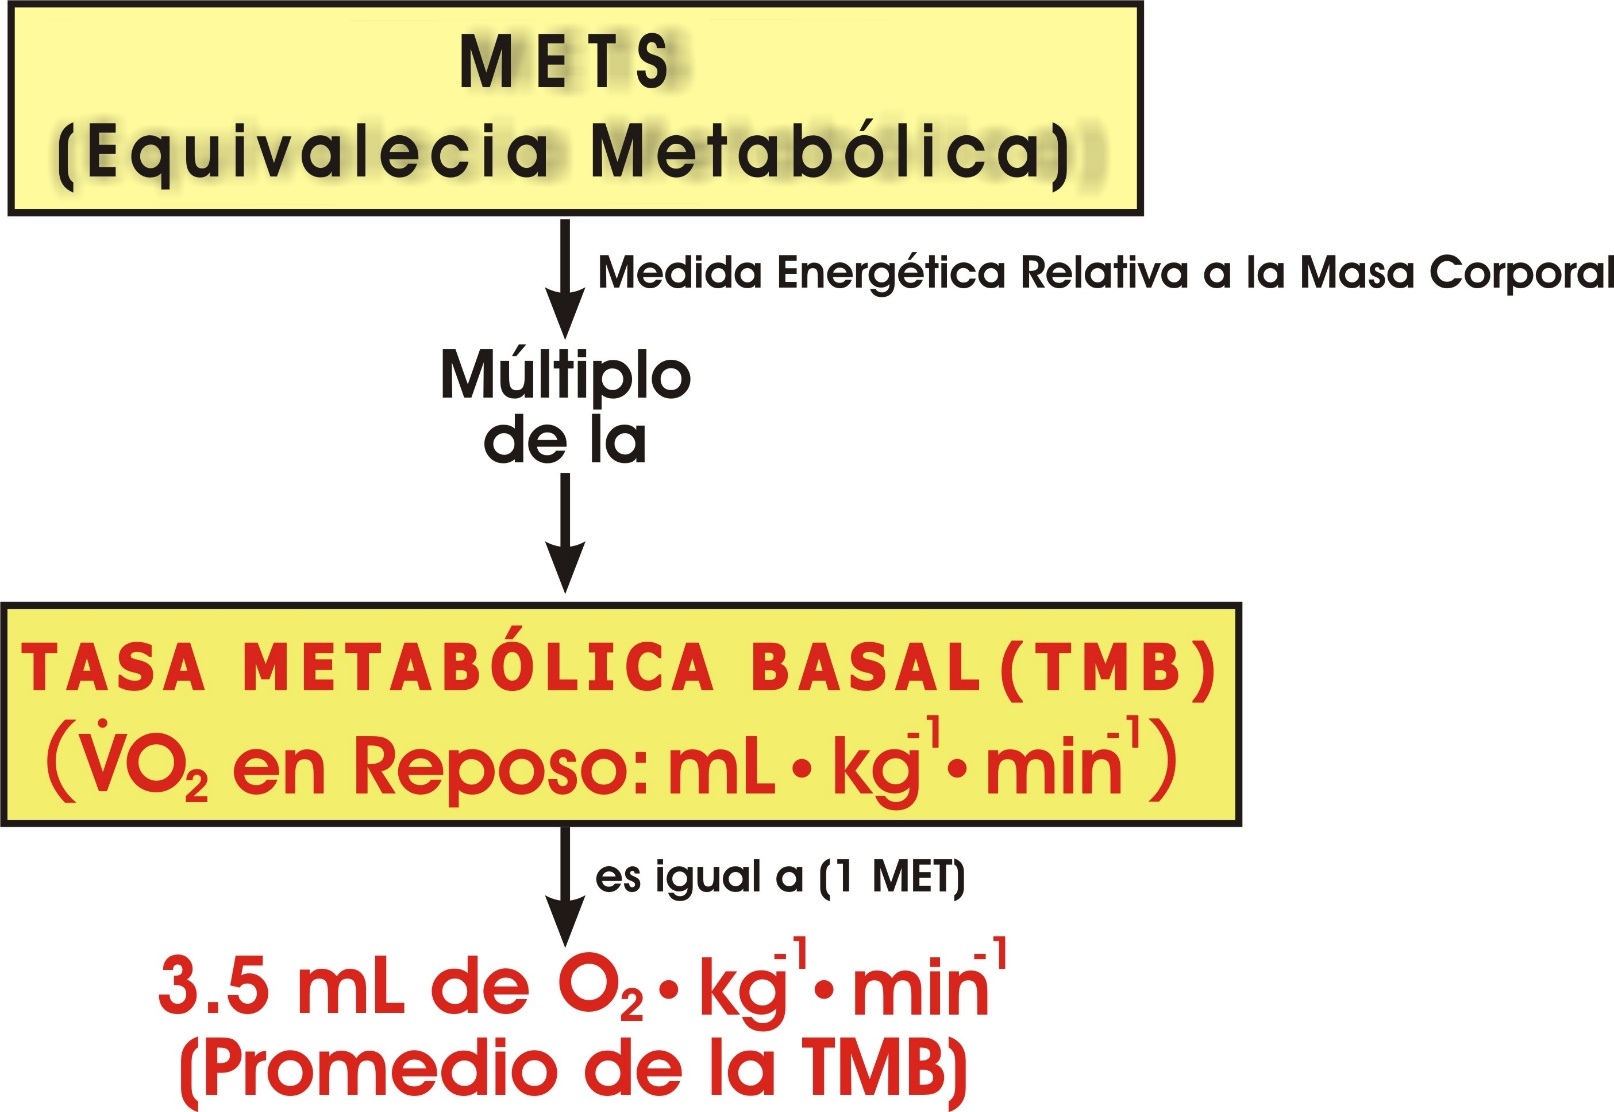 METS
(Equivalecia Metabólica)
Medida Energética Relativa a la Masa Corporal
Múltiplo
de la
TASA METABÓLICA BASAL (TMB)
(V̇O₂ en Reposo: mL • kg⁻¹ • min⁻¹)
es igual a (1 MET)
3.5 mL de O₂ • kg⁻¹ • min⁻¹
(Promedio de la TMB)